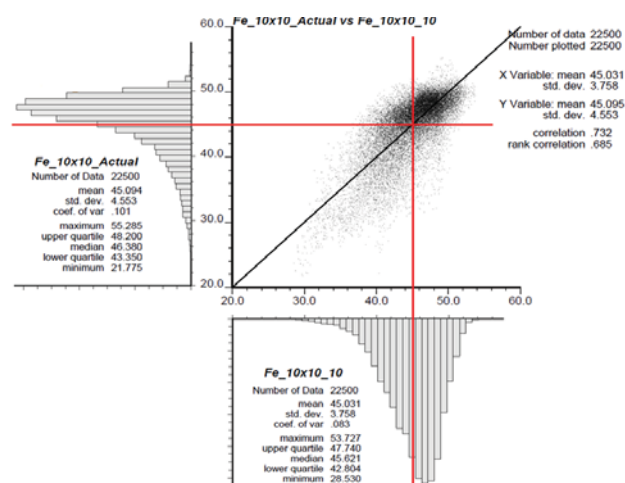 Fe_10x10_Actual vs Fe_10x10_10
60.0
50.0
40.0
30.0
20.0
20.0 30.0 40.0 50.0 60.0
Number of data 22500
Number plotted 22500
X Variable: mean 45.031
std. dev. 3.758
Y Variable: mean 45.095
std. dev. 4.553
correlation .732
rank correlation .685
Fe_10x10_Actual
Number of Data 22500
mean 45.094
std. dev. 4.553
coef. of var .101
maximum 55.285
upper quartile 48.200
median 46.380
lower quartile 43.350
minimum 21.775
Fe_10x10_10
Number of Data 22500
mean 45.031
std. dev. 3.758
coef. of var .083
maximum 53.727
upper quartile 47.740
median 45.621
lower quartile 42.804
minimum 28.530